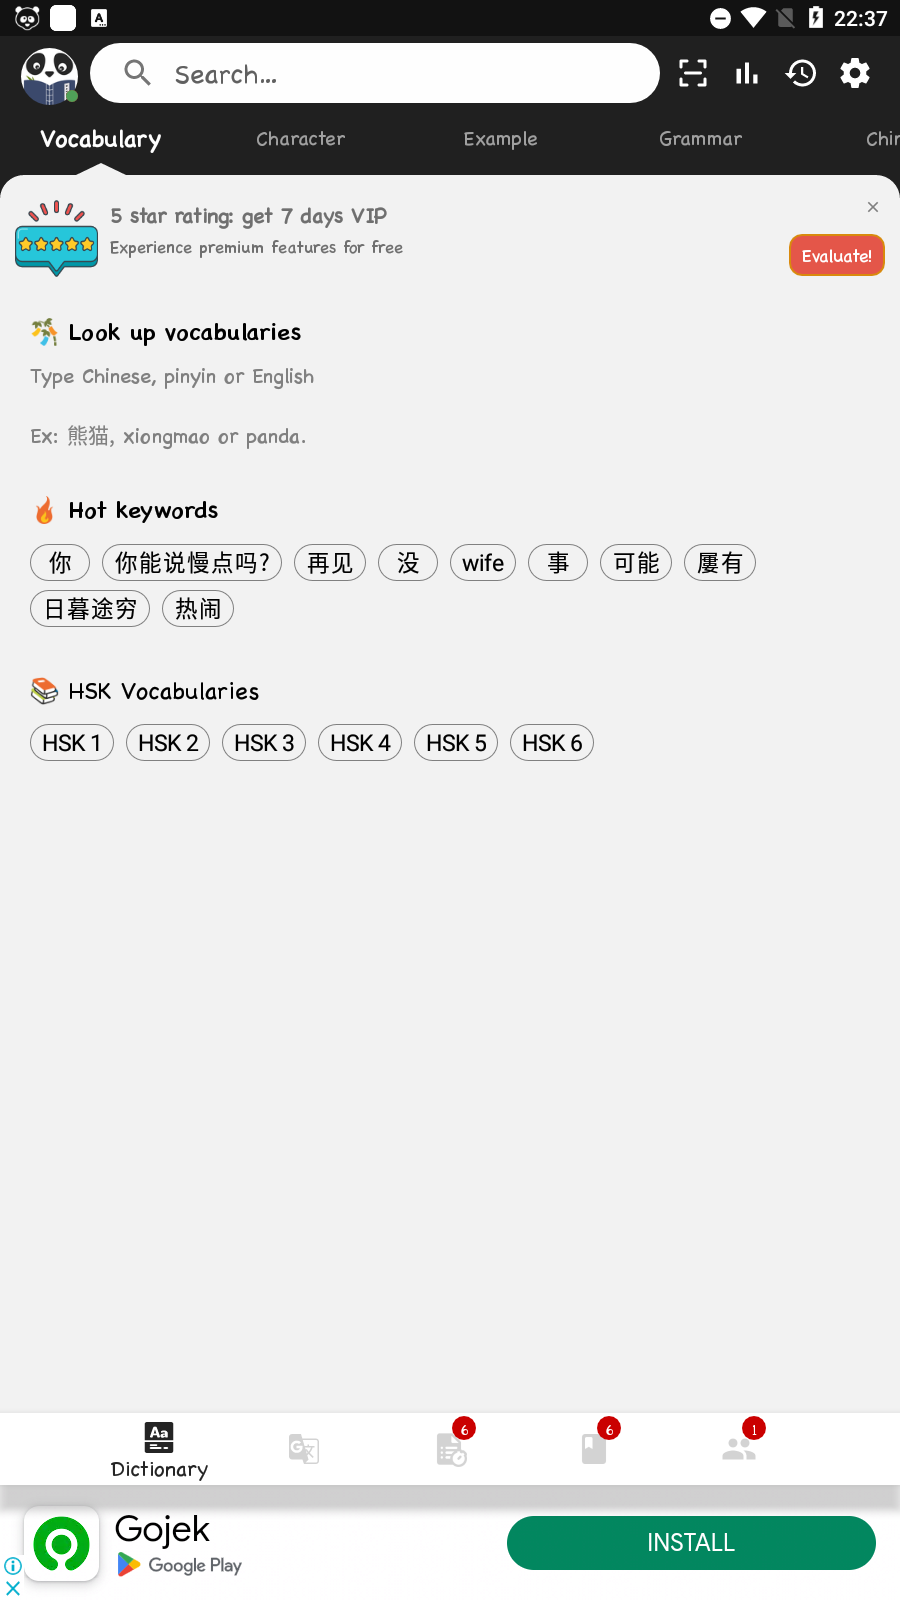 22:37
Search...
Vocabulary Character Example Grammar Chin
5 star rating: get 7 days VIP
Experience premium features for free
Evaluate!
Look up vocabularies
Type Chinese, pinyin or English
Ex: 熊猫, xiongmao or panda.
Hot keywords
你 你能说慢点吗? 再见 没 wife 事 可能 屡有
日暮途穷 热闹
HSK Vocabularies
HSK 1 HSK 2 HSK 3 HSK 4 HSK 5 HSK 6
6 6 1
Dictionary
Gojek
Google Play
INSTALL